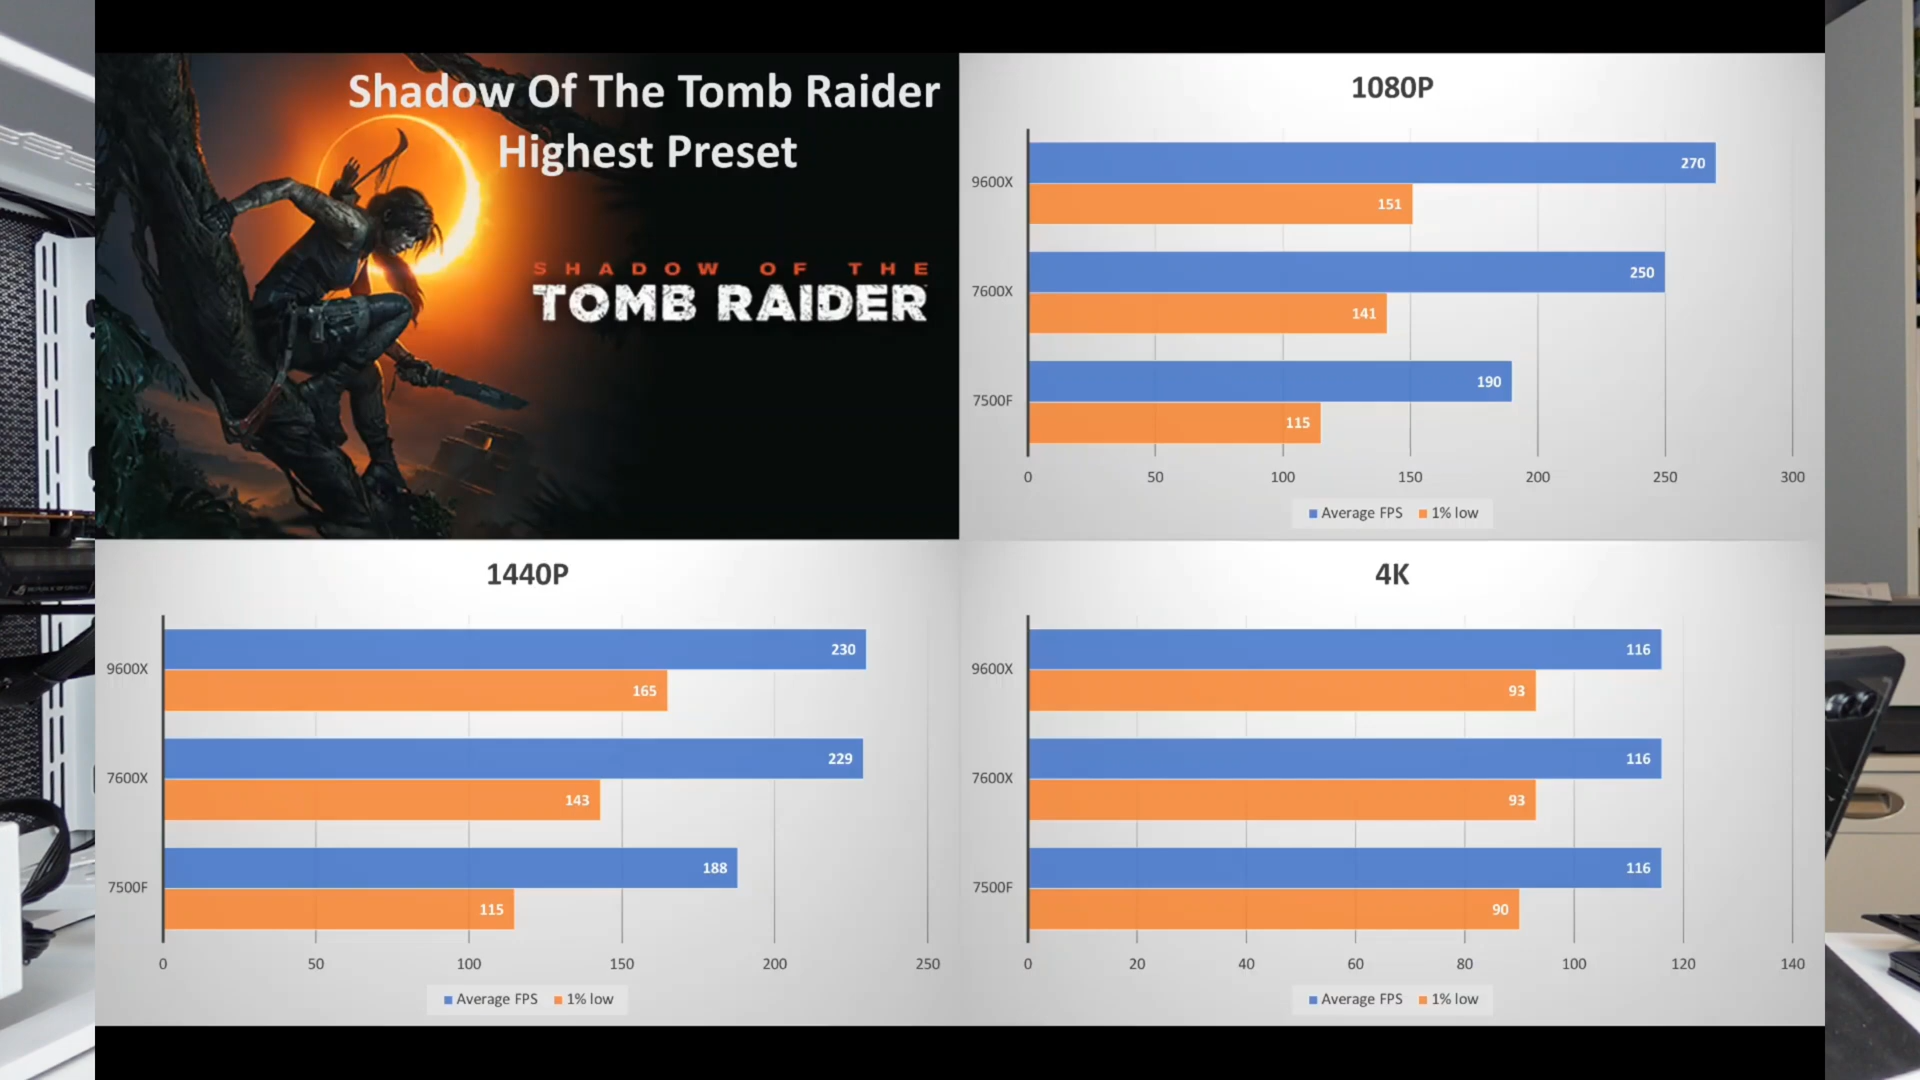 Shadow Of The Tomb Raider
Highest Preset
SHADOW OF THE
TOMB RAIDER
1080P
9600X
270
151
7600X
250
141
7500F
190
115
0 50 100 150 200 250 300
Average FPS 1% low
1440P
9600X
230
165
7600X
229
143
7500F
188
115
0 50 100 150 200 250
Average FPS 1% low
4K
9600X
116
93
7600X
116
93
7500F
116
90
0 20 40 60 80 100 120 140
Average FPS 1% low